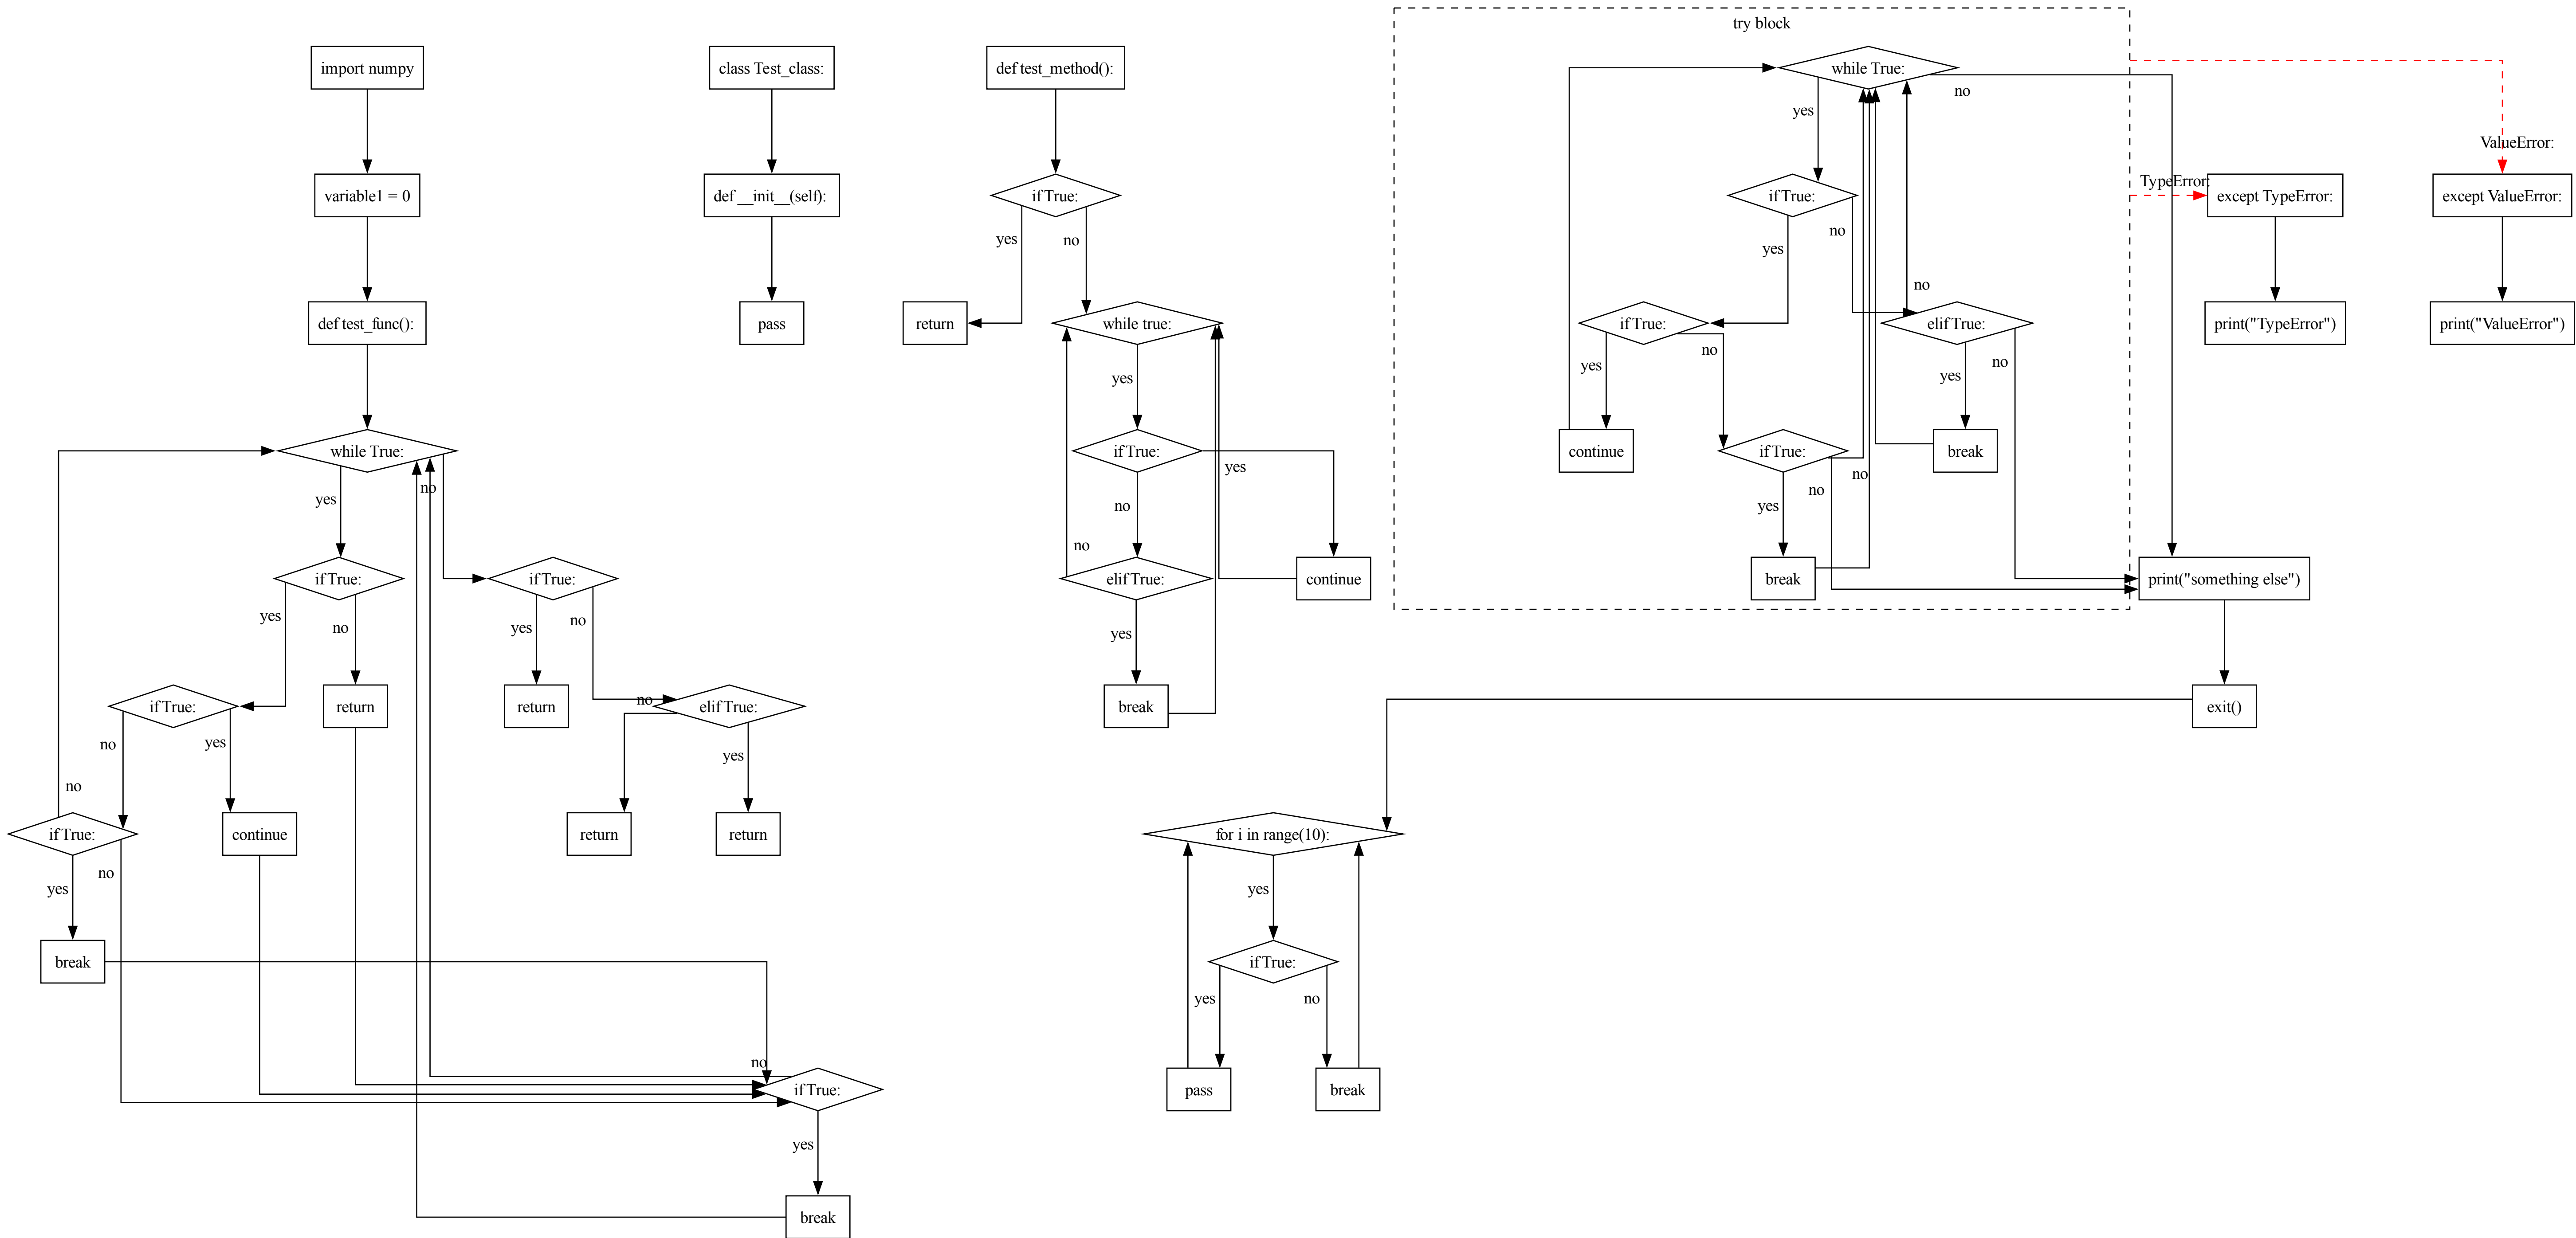 try block
import numpy
class Test_class:
def test_method():
while True:
no
yes
ValueError:
TypeError:
variable1 = 0
def __init__(self):
if True:
if True:
except TypeError:
except ValueError:
yes
no
yes
no
no
def test_func():
pass
return
while true:
if True:
elif True:
print("TypeError")
print("ValueError")
no
yes
yes
yes
no
while True:
if True:
continue
if True:
break
yes
no
yes
no
no
no
yes
no
yes
if True:
if True:
elif True:
continue
break
print("something else")
yes
no
yes
no
yes
if True:
return
return
no
elif True:
break
exit()
no
yes
yes
no
if True:
continue
return
return
for i in range(10):
no
yes
yes
break
if True:
yes
no
no
if True:
pass
break
yes
break